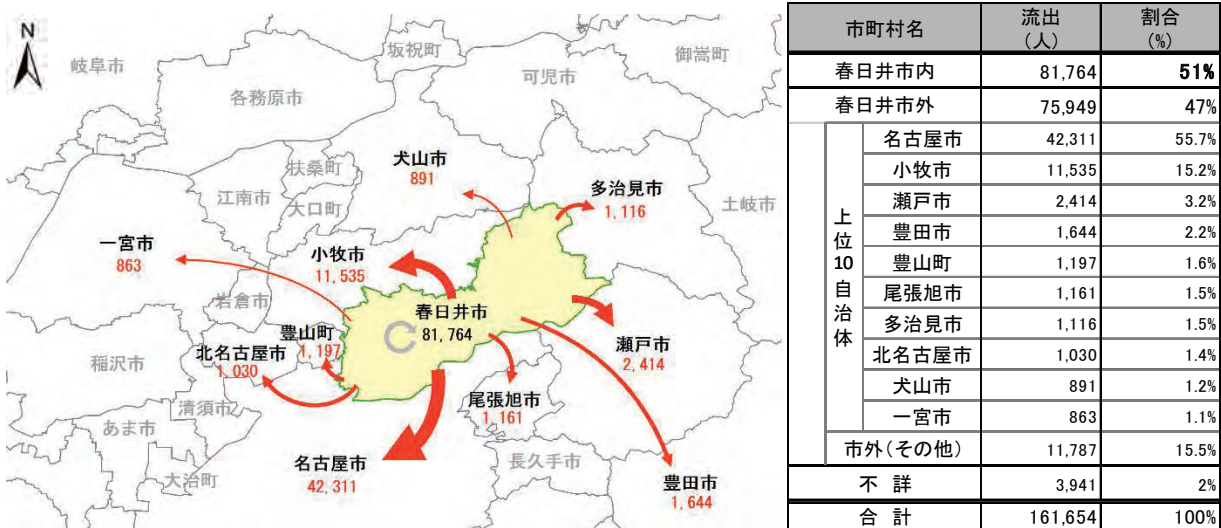 N
岐阜市
坂祝町
御嵩町
可児市
各務原市
犬山市
891
扶桑町
多治見市
1,116
江南市
大口町
土岐市
一宮市
863
小牧市
11,535
岩倉市
春日井市
81,764
豊山町
1,197
北名古屋市
1,030
瀬戸市
2,414
稲沢市
尾張旭市
1,161
清須市
あま市
大治町
名古屋市
42,311
長久手市
豊田市
1,644
市町村名 流出(人) 割合(%)
春日井市内 81,764 51%
春日井市外 75,949 47%
上位10自治体
名古屋市 42,311 55.7%
小牧市 11,535 15.2%
瀬戸市 2,414 3.2%
豊田市 1,644 2.2%
豊山町 1,197 1.6%
尾張旭市 1,161 1.5%
多治見市 1,116 1.5%
北名古屋市 1,030 1.4%
犬山市 891 1.2%
一宮市 863 1.1%
市外(その他) 11,787 15.5%
不 詳 3,941 2%
合 計 161,654 100%